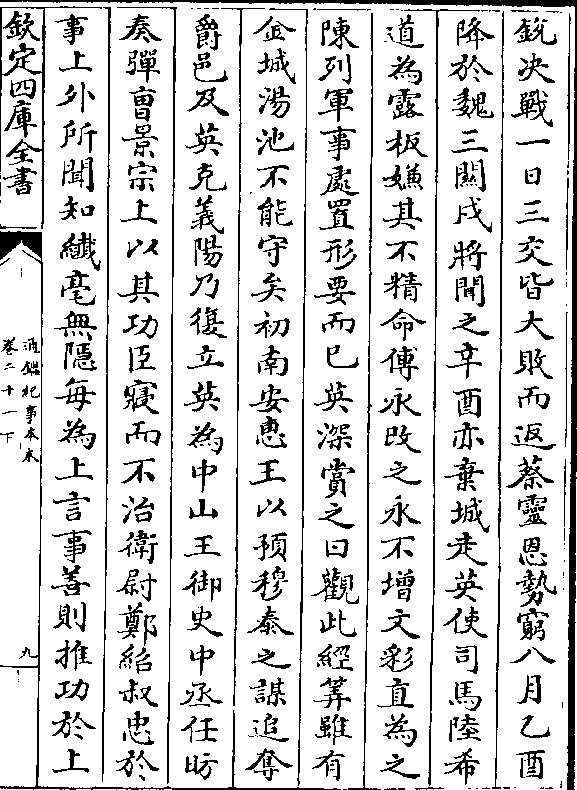 銳決戰一日三交皆大敗而返蔡靈恩勢窮八月乙酉
降於魏三關戍將聞之辛酉亦棄城走英使司馬陸希
道為露板嫌其不精命傅永改之永不增文彩直為之
陳列軍事處置形要而已英深賞之曰觀此經筭雖有
金城湯池不能守矣初南安惠王以預穆泰之謀追奪
爵邑及英克義陽乃復立英為中山王御史中丞任昉
奏彈曹景宗上以其功臣寢而不治衛尉鄭紹叔忠於
事上外所聞知纖毫無隱每為上言事善則推功於上
欽定四庫全書
通鑑紀事本末
卷二十一下
九